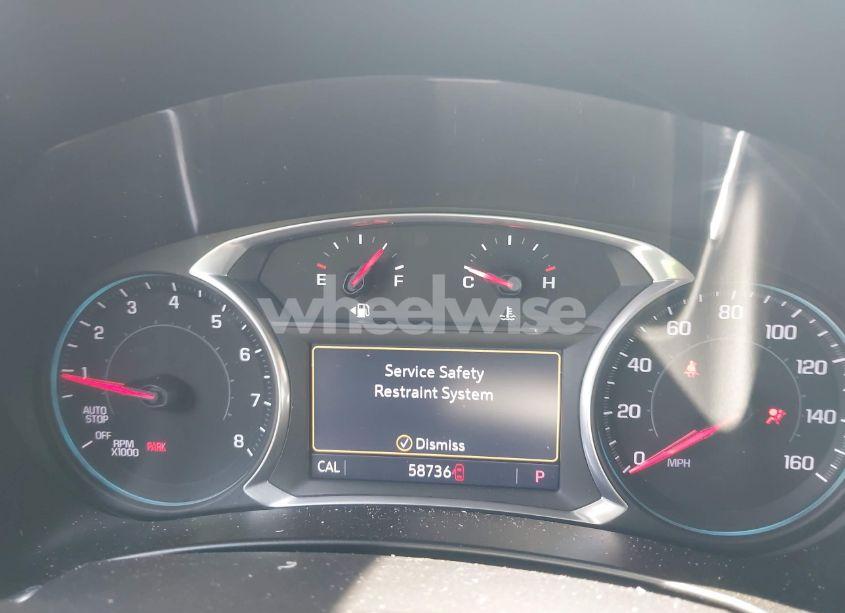 wheelwise
E
F
C
H
1
2
3
4
5
6
7
8
AUTO
STOP
OFF
RPM
X1000
PARK
Service Safety
Restraint System
Dismiss
CAL
58736
P
0
20
40
60
80
100
120
140
160
MPH